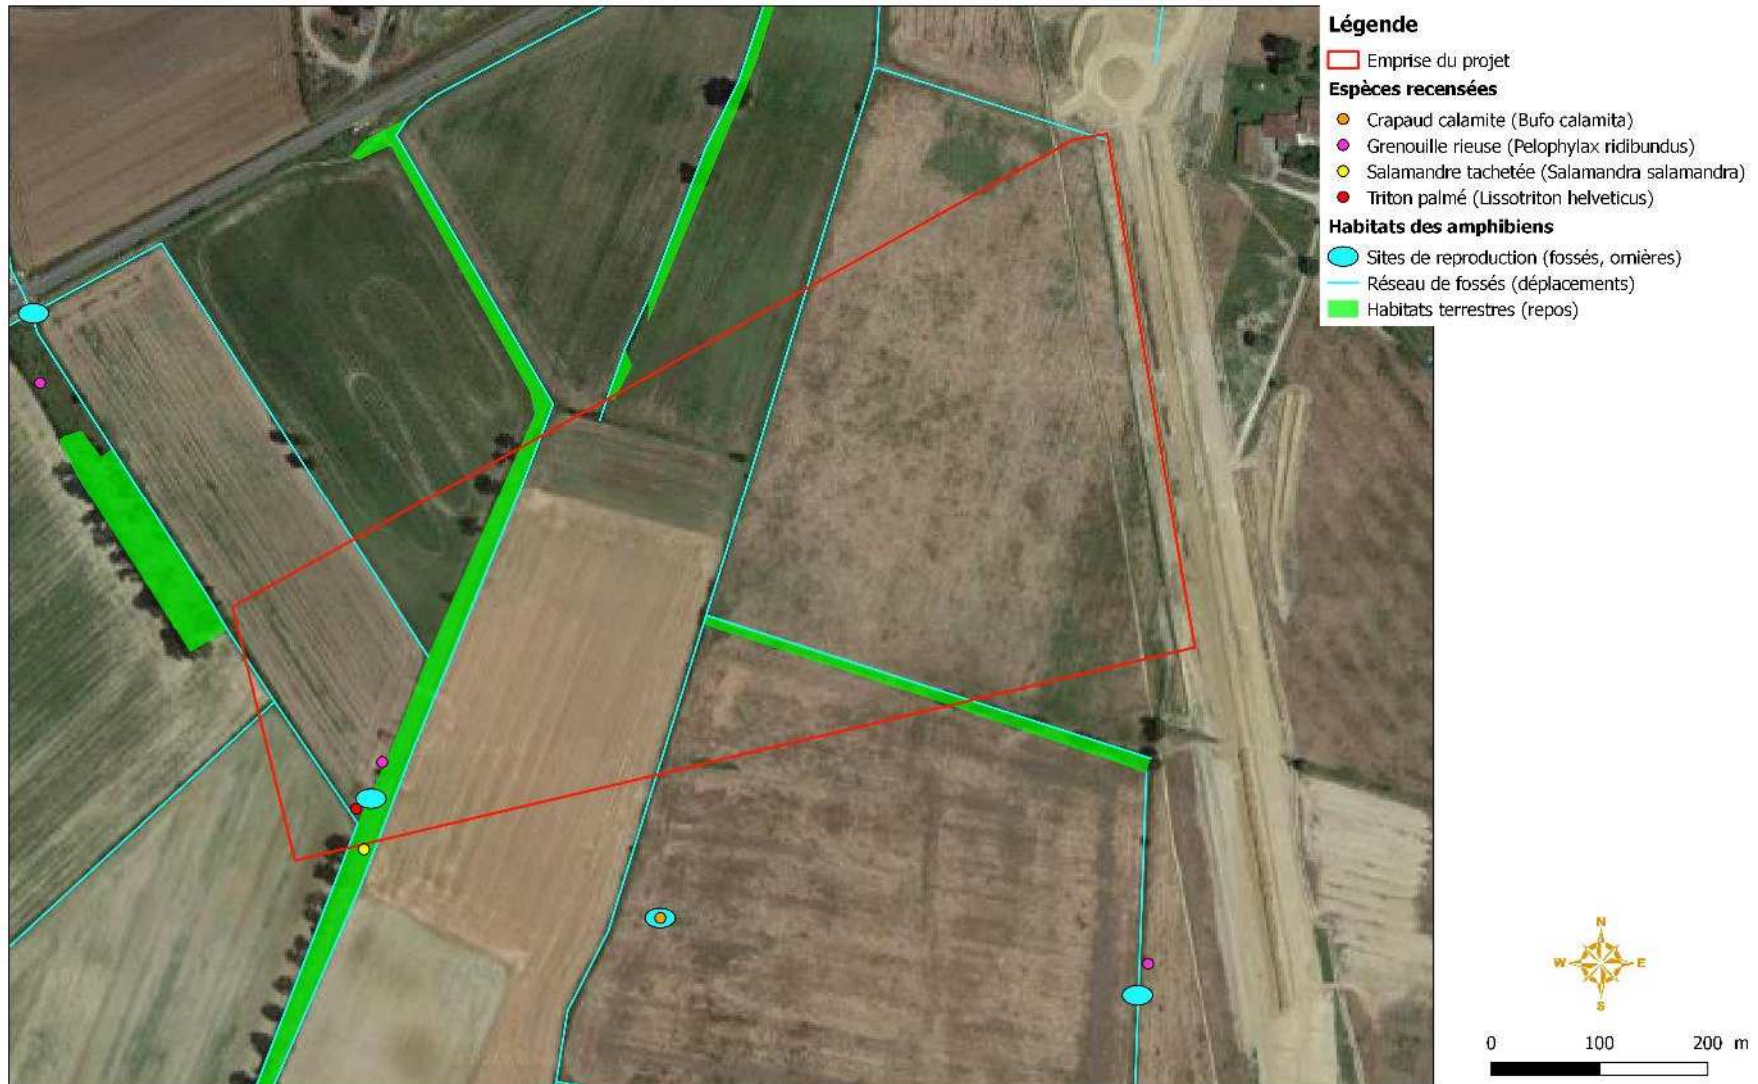 Légende
Emprise du projet
Espèces recensées
Crapaud calamite (Bufo calamita)
Grenouille rieuse (Pelophylax ridibundus)
Salamandre tachetée (Salamandra salamandra)
Triton palmé (Lissotriton helveticus)
Habitats des amphibiens
Sites de reproduction (fossés, ornières)
Réseau de fossés (déplacements)
Habitats terrestres (repos)
N
W E
S
0 100 200 m